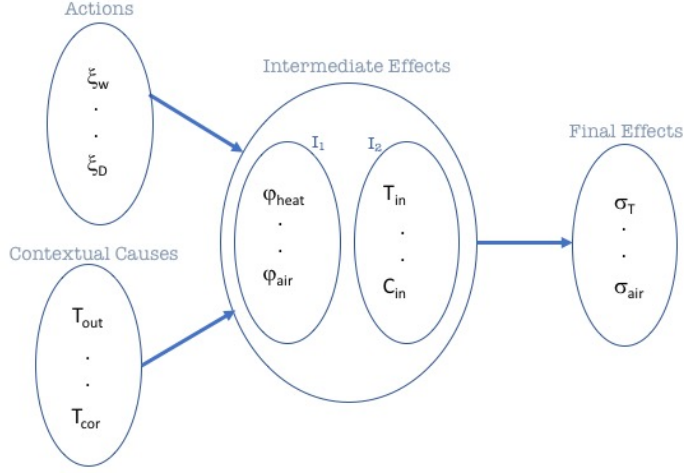 Actions
ξw
.
.
ξD
Contextual Causes
Tout
.
.
Tcor
Intermediate Effects
I1
φheat
.
.
φair
I2
Tin
.
.
Cin
Final Effects
σT
.
.
σair